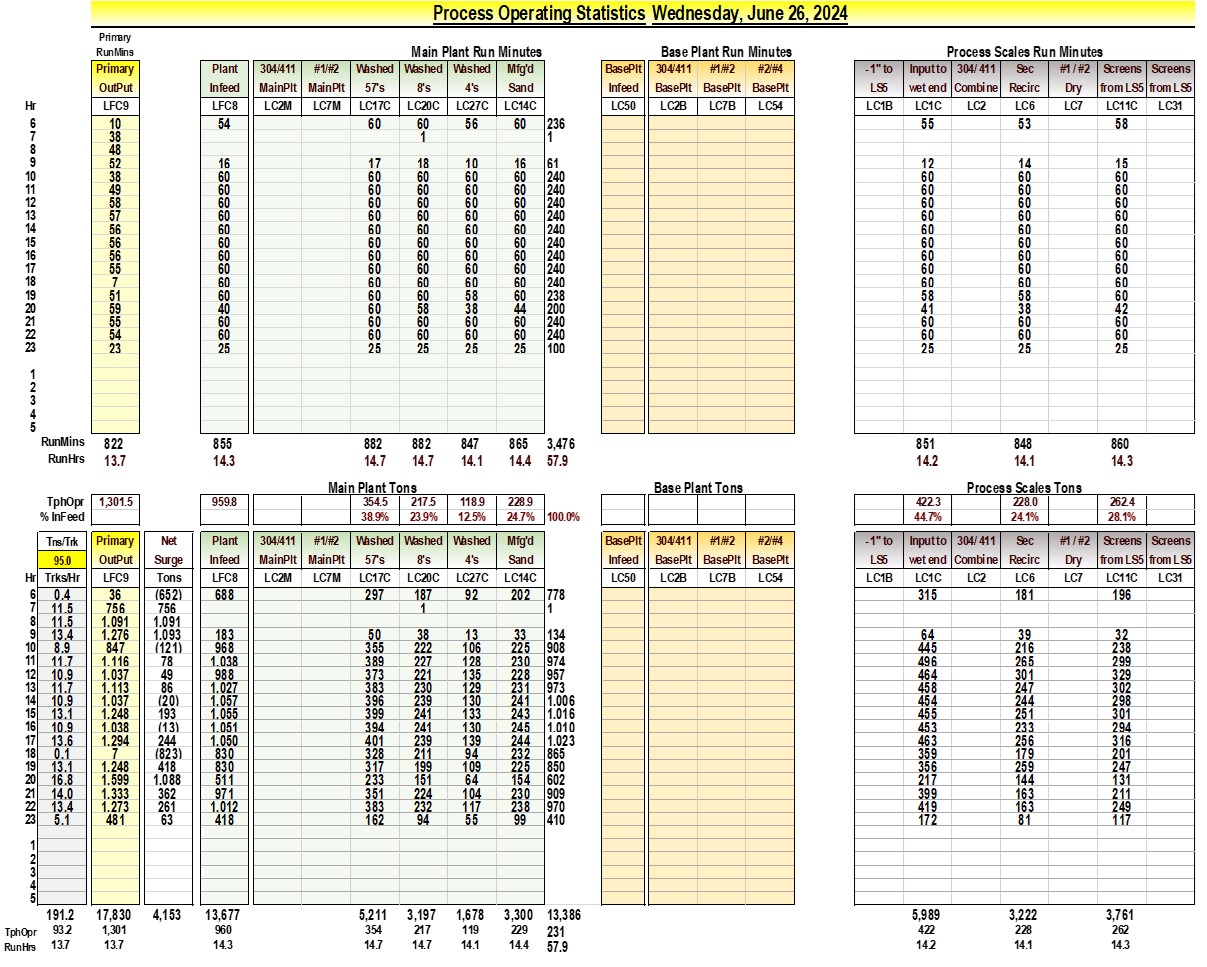 Process Operating Statistics Wednesday, June 26, 2024
Primary
RunMins Main Plant Run Minutes Base Plant Run Minutes Process Scales Run Minutes
Primary Plant 304/411 #1/#2 Washed Washed Washed Mfg'd BasePlt 304/411 #1/#2 #2/#4 -1" to Input to 304/ 411 Sec #1 / #2 Screens Screens
OutPut Infeed MainPlt MainPlt 57's 8's 4's Sand Infeed BasePlt BasePlt BasePlt LS5 wet end Combine Recirc Dry from LS5 from LS5
Hr LFC9 LFC8 LC2M LC7M LC17C LC20C LC27C LC14C LC50 LC2B LC7B LC54 LC1B LC1C LC2 LC6 LC7 LC11C LC31
6 10 54 60 60 56 60 236 55 53 58
7 38 1 1
8 48
9 52 16 17 18 10 16 61 12 14 15
10 38 60 60 60 60 60 240 60 60 60
11 49 60 60 60 60 60 240 60 60 60
12 58 60 60 60 60 60 240 60 60 60
13 57 60 60 60 60 60 240 60 60 60
14 56 60 60 60 60 60 240 60 60 60
15 56 60 60 60 60 60 240 60 60 60
16 56 60 60 60 60 60 240 60 60 60
17 55 60 60 60 60 60 240 60 60 60
18 7 60 60 60 60 60 240 60 60 60
19 51 60 60 60 58 60 238 58 58 60
20 59 40 60 58 38 44 200 41 38 42
21 55 60 60 60 60 60 240 60 60 60
22 54 60 60 60 60 60 240 60 60 60
23 23 25 25 25 25 25 100 25 25 25
1
2
3
4
5
RunMins 822 855 882 882 847 865 3,476 851 848 860
RunHrs 13.7 14.3 14.7 14.7 14.1 14.4 57.9 14.2 14.1 14.3
Main Plant Tons Base Plant Tons Process Scales Tons
TphOpr 1,301.5 959.8 354.5 217.5 118.9 228.9 422.3 228.0 262.4
% InFeed 38.9% 23.9% 12.5% 24.7% 100.0% 44.7% 24.1% 28.1%
Tns/Trk Primary Net Plant 304/411 #1/#2 Washed Washed Washed Mfg'd BasePlt 304/411 #1/#2 #2/#4 -1" to Input to 304/ 411 Sec #1 / #2 Screens Screens
95.0 OutPut Surge Infeed MainPlt MainPlt 57's 8's 4's Sand Infeed BasePlt BasePlt BasePlt LS5 wet end Combine Recirc Dry from LS5 from LS5
Hr Trks/Hr LFC9 Tons LFC8 LC2M LC7M LC17C LC20C LC27C LC14C LC50 LC2B LC7B LC54 LC1B LC1C LC2 LC6 LC7 LC11C LC31
6 0.4 36 (652) 688 297 187 92 202 778 315 181 196
7 11.5 756 756 1 1
8 11.5 1.091 1.091
9 13.4 1.276 1.093 183 50 38 13 33 134 64 39 32
10 8.9 847 (121) 968 355 222 106 225 908 445 216 238
11 11.7 1.116 78 1.038 389 227 128 230 974 496 265 299
12 10.9 1.037 49 988 373 221 135 228 957 464 301 329
13 11.7 1.113 86 1.027 383 230 129 231 973 458 247 302
14 10.9 1.037 (20) 1.057 396 239 130 241 1.006 454 244 298
15 13.1 1.248 193 1.055 399 241 133 243 1.016 455 251 301
16 10.9 1.038 (13) 1.051 394 241 130 245 1.010 453 233 294
17 13.6 1.294 244 1.050 401 239 139 244 1.023 463 256 316
18 0.1 7 (823) 830 328 211 94 232 865 359 179 201
19 13.1 1.248 418 830 317 199 109 225 850 356 259 247
20 16.8 1.599 1.088 511 233 151 64 154 602 217 144 131
21 14.0 1.333 362 971 351 224 104 230 909 399 163 211
22 13.4 1.273 261 1.012 383 232 117 238 970 419 163 249
23 5.1 481 63 418 162 94 55 99 410 172 81 117
1
2
3
4
5
191.2 17,830 4,153 13,677 5,211 3,197 1,678 3,300 13,386 5,989 3,222 3,761
TphOpr 93.2 1,301 960 354 217 119 229 231 422 228 262
RunHrs 13.7 13.7 14.3 14.7 14.7 14.1 14.4 57.9 14.2 14.1 14.3